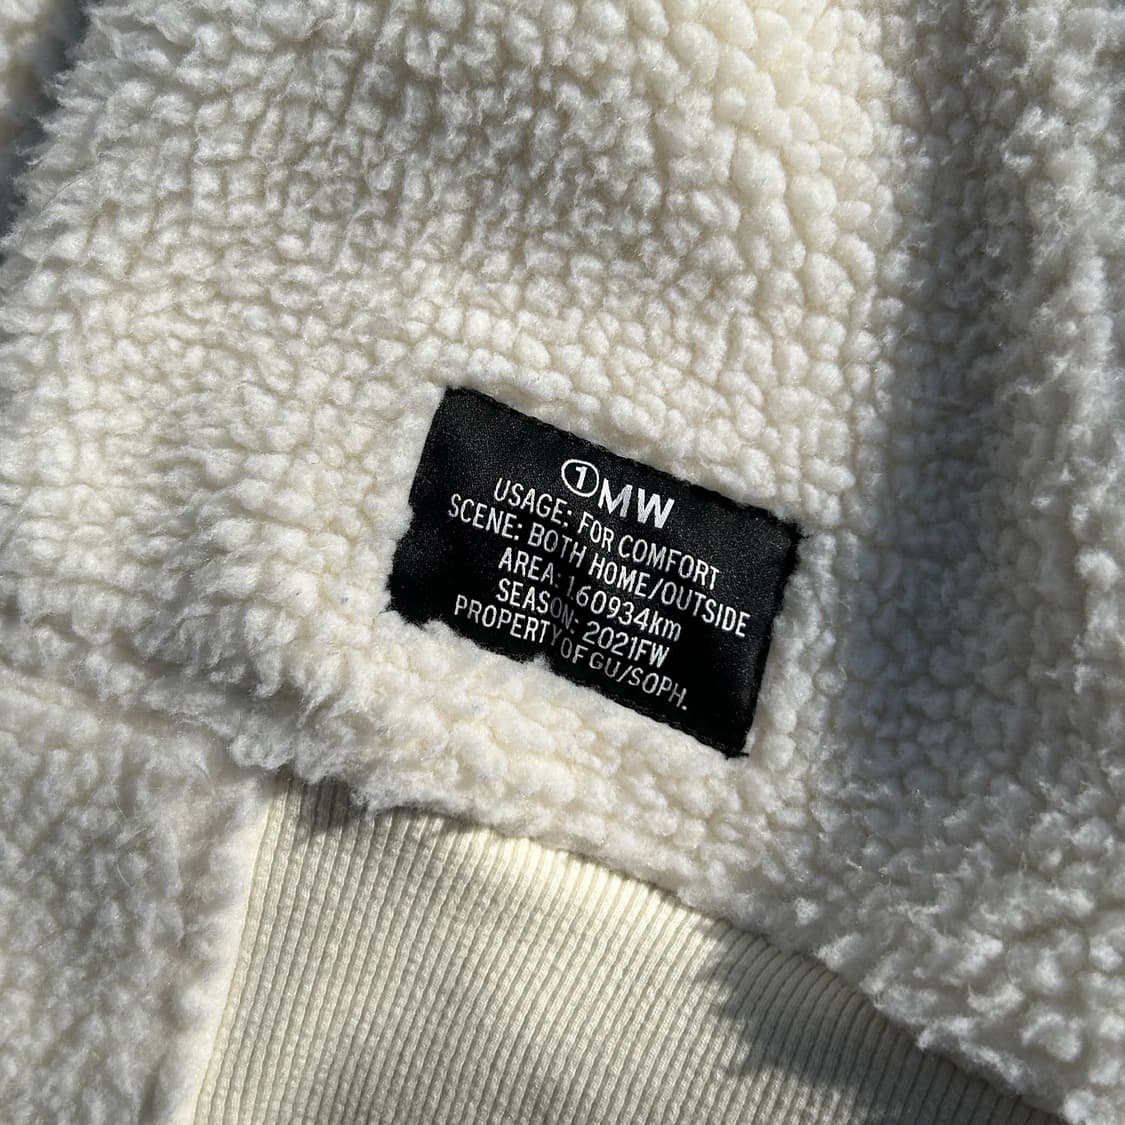 ①MW
USAGE: FOR COMFORT
SCENE: BOTH HOME/OUTSIDE
AREA: 1.60934km
SEASON: 2021FW
PROPERTY OF GU/SOPH.